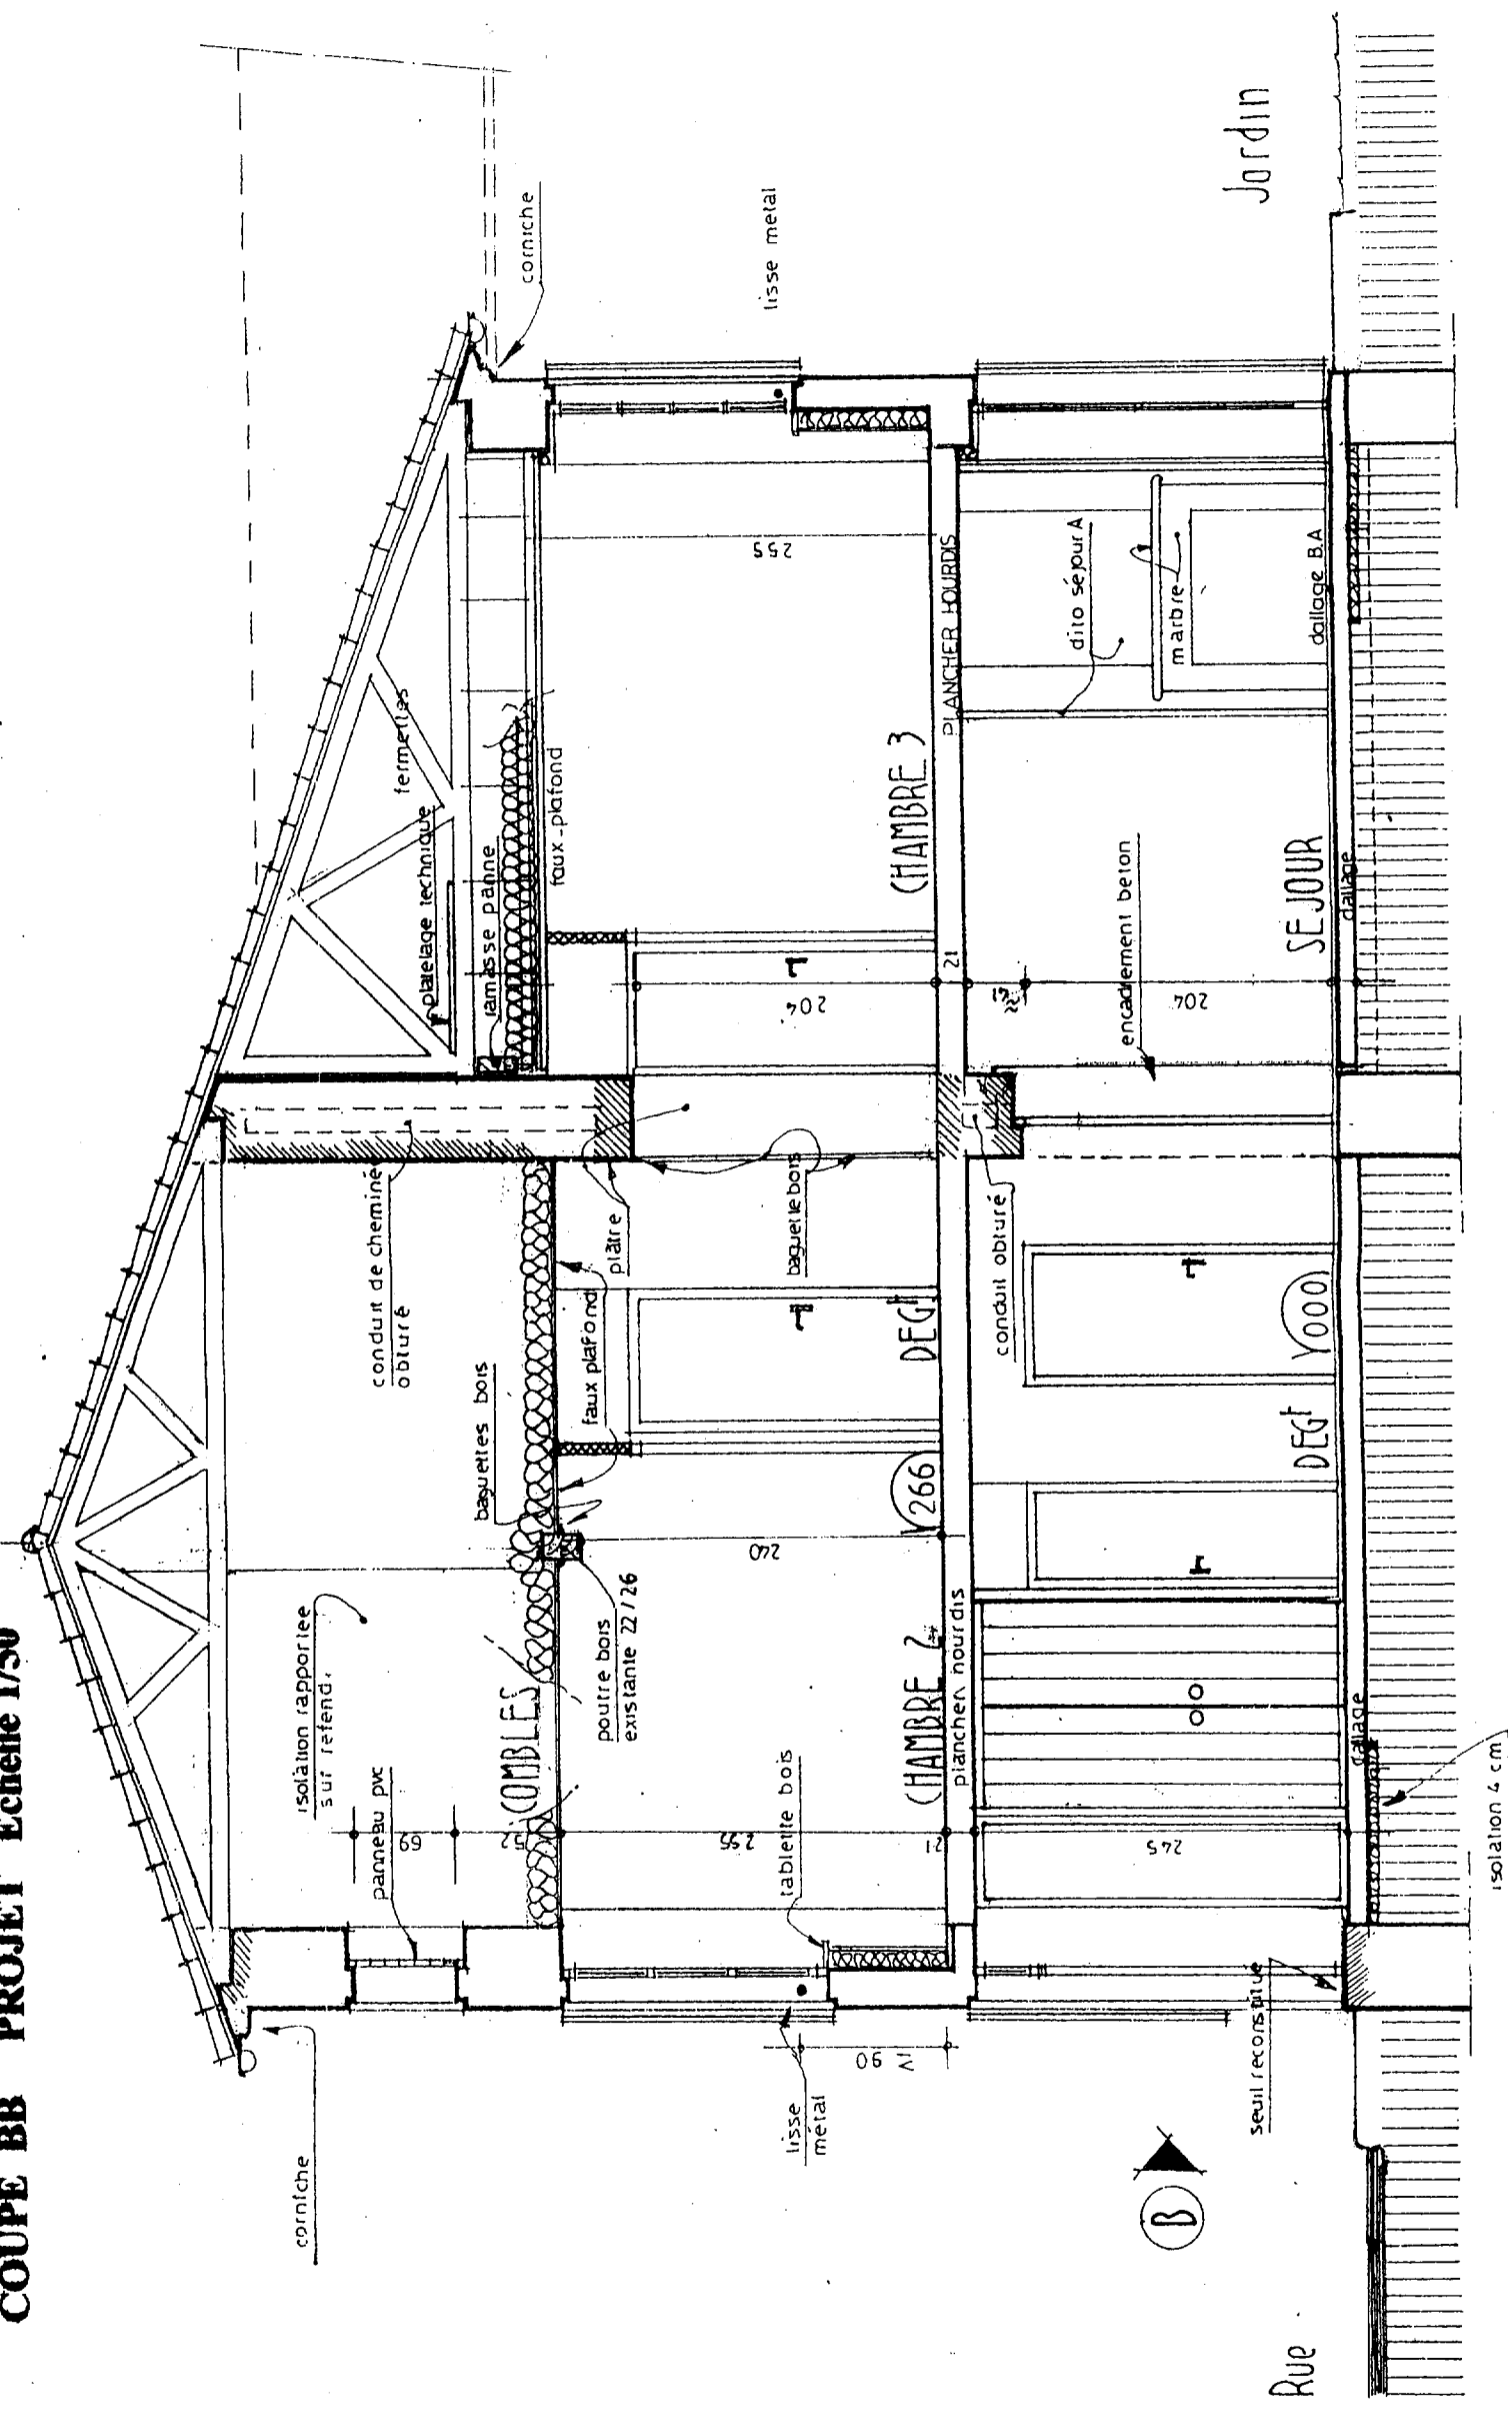 COUPE BB PROJET Echelle 1/50
corniche
isolation rapportée
sur refend.
panneau pvc
69
52
COMBLES
baguettes bois
conduit de cheminé
obturé
fermettes
platelage technique
lamasse panne
faux-plafond
corniche
lisse metal
poutre bois
existante 22/26
faux plafond
plâtre
baguette bois
255
tablette bois
240
204
255
CHAMBRE 2
266
DEGT
CHAMBRE 3
lisse
métal
90
21
plancher hourdis
21
PLANCHER HOURDIS
conduit obturé
encadrement beton
dito séjour A
marbre
245
204
B
seuil reconstitué
DEGT
000
SEJOUR
dallage B.A
Jardin
Rue
dallage
dallage
isolation 4 cm